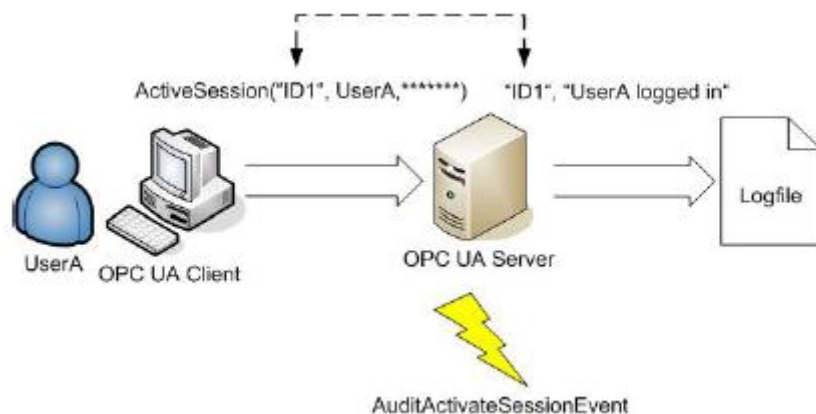 ActiveSession("ID1", UserA,*******)
"ID1", "UserA logged in"
Logfile
UserA
OPC UA Client
OPC UA Server
AuditActivateSessionEvent